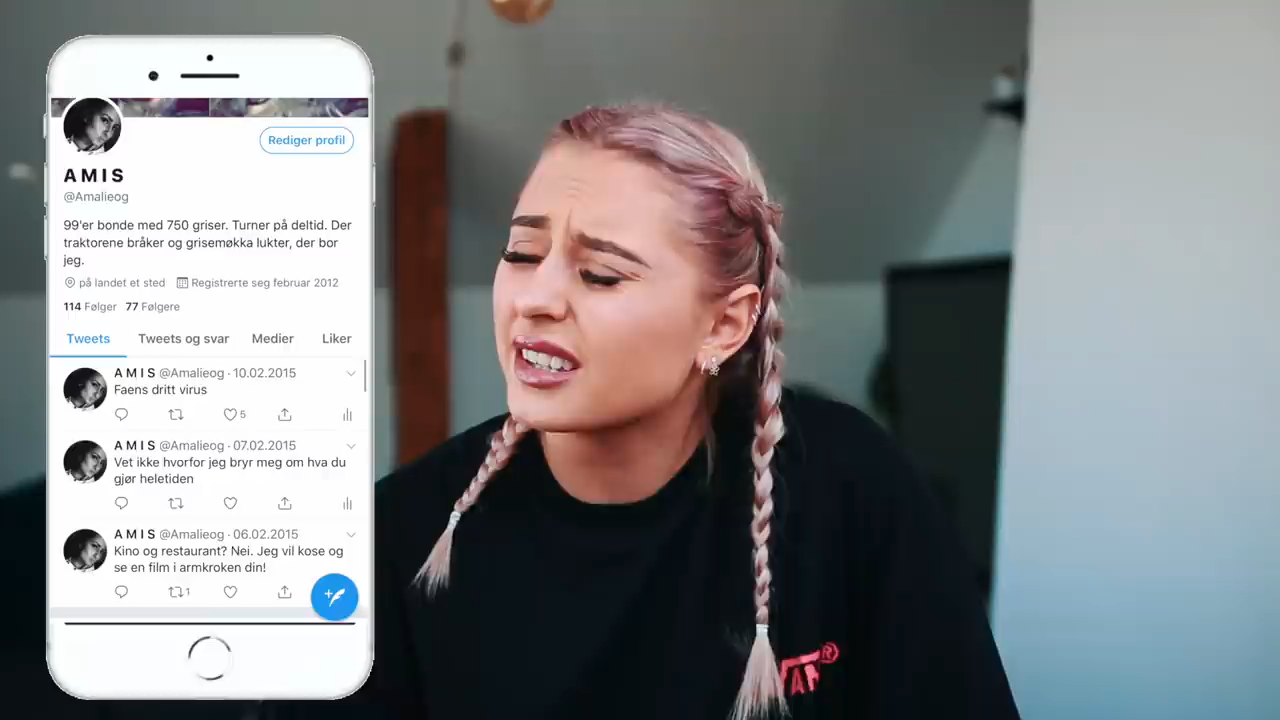 Rediger profil
A M I S
@Amalieog
99'er bonde med 750 griser. Turner på deltid. Der
traktorene bråker og grisemøkka lukter, der bor
jeg.
på landet et sted Registrerte seg februar 2012
114 Følger 77 Følgere
Tweets Tweets og svar Medier Liker
A M I S @Amalieog · 10.02.2015
Faens dritt virus
5
A M I S @Amalieog · 07.02.2015
Vet ikke hvorfor jeg bryr meg om hva du
gjør heletiden
A M I S @Amalieog · 06.02.2015
Kino og restaurant? Nei. Jeg vil kose og
se en film i armkroken din!
1
®